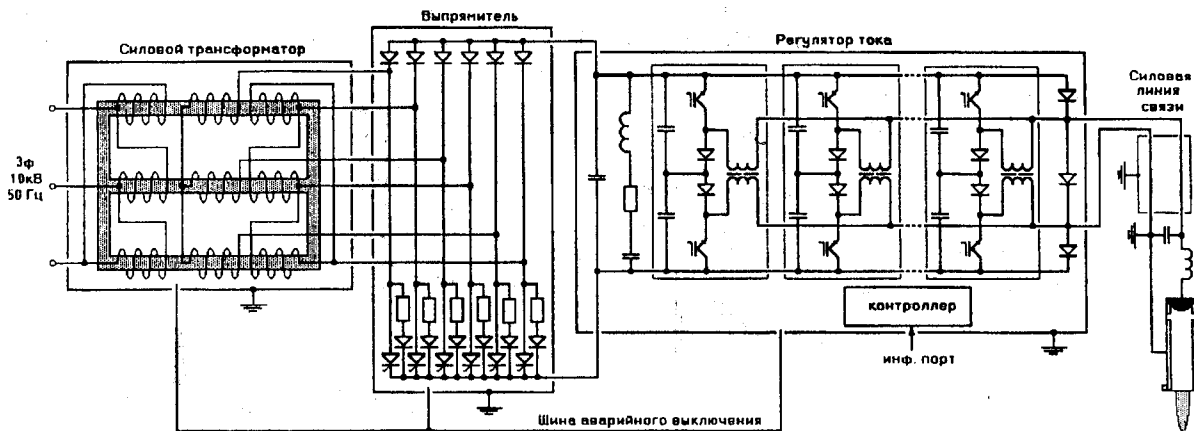 Выпрямитель
Силовой трансформатор
Регулятор тока
Силовая
линия
связи
3ф
10кВ
50 Гц
контроллер
инф. порт
Шина аварийного выключения